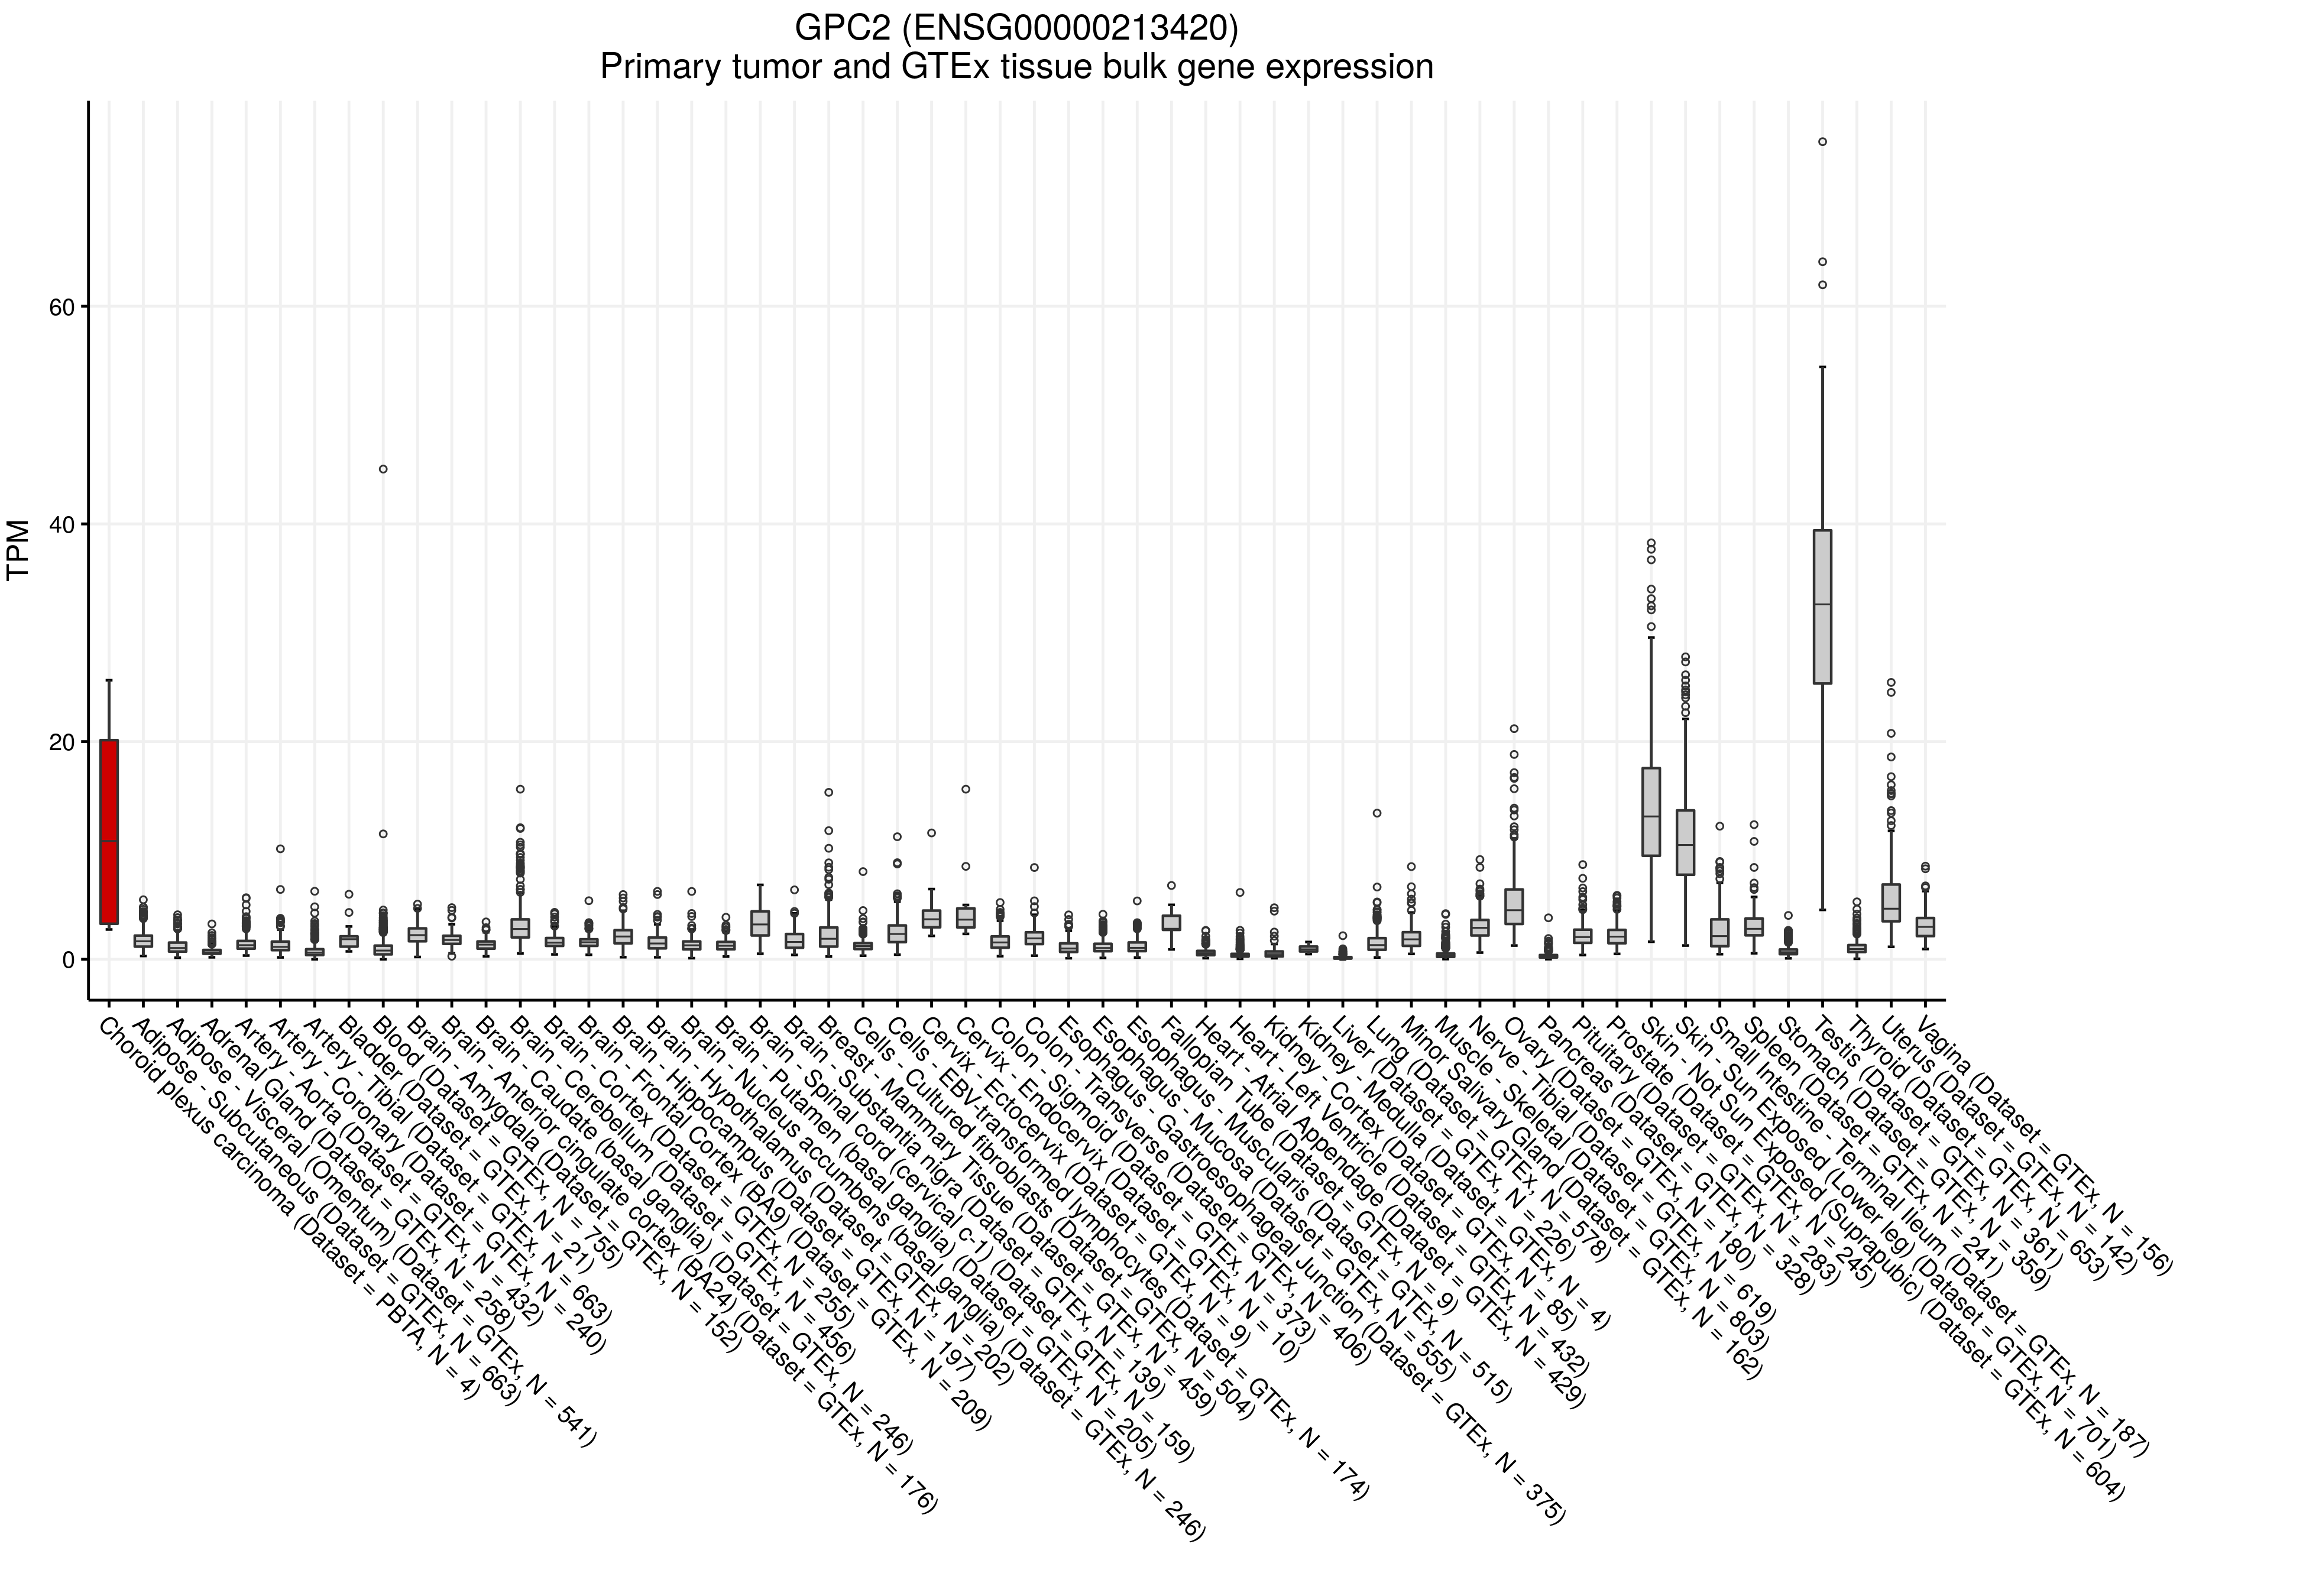 GPC2 (ENSG00000213420)
Primary tumor and GTEx tissue bulk gene expression
TPM
60
40
20
0
Choroid plexus carcinoma (Dataset = PBTA, N = 4)
Adipose - Subcutaneous (Dataset = GTEx, N = 663)
Adipose - Visceral (Omentum) (Dataset = GTEx, N = 541)
Adrenal Gland (Dataset = GTEx, N = 258)
Artery - Aorta (Dataset = GTEx, N = 432)
Artery - Coronary (Dataset = GTEx, N = 240)
Artery - Tibial (Dataset = GTEx, N = 663)
Bladder (Dataset = GTEx, N = 21)
Blood (Dataset = GTEx, N = 755)
Brain - Amygdala (Dataset = GTEx, N = 152)
Brain - Anterior cingulate cortex (BA24) (Dataset = GTEx, N = 176)
Brain - Caudate (basal ganglia) (Dataset = GTEx, N = 246)
Brain - Cerebellum (Dataset = GTEx, N = 456)
Brain - Cortex (Dataset = GTEx, N = 255)
Brain - Frontal Cortex (BA9) (Dataset = GTEx, N = 209)
Brain - Hippocampus (Dataset = GTEx, N = 197)
Brain - Hypothalamus (Dataset = GTEx, N = 202)
Brain - Nucleus accumbens (basal ganglia) (Dataset = GTEx, N = 246)
Brain - Putamen (basal ganglia) (Dataset = GTEx, N = 205)
Brain - Spinal cord (cervical c-1) (Dataset = GTEx, N = 159)
Brain - Substantia nigra (Dataset = GTEx, N = 139)
Breast - Mammary Tissue (Dataset = GTEx, N = 459)
Cells - Cultured fibroblasts (Dataset = GTEx, N = 504)
Cells - EBV-transformed lymphocytes (Dataset = GTEx, N = 174)
Cervix - Ectocervix (Dataset = GTEx, N = 9)
Cervix - Endocervix (Dataset = GTEx, N = 10)
Colon - Sigmoid (Dataset = GTEx, N = 373)
Colon - Transverse (Dataset = GTEx, N = 406)
Esophagus - Gastroesophageal Junction (Dataset = GTEx, N = 375)
Esophagus - Mucosa (Dataset = GTEx, N = 555)
Esophagus - Muscularis (Dataset = GTEx, N = 515)
Fallopian Tube (Dataset = GTEx, N = 9)
Heart - Atrial Appendage (Dataset = GTEx, N = 429)
Heart - Left Ventricle (Dataset = GTEx, N = 432)
Kidney - Cortex (Dataset = GTEx, N = 85)
Kidney - Medulla (Dataset = GTEx, N = 4)
Liver (Dataset = GTEx, N = 226)
Lung (Dataset = GTEx, N = 578)
Minor Salivary Gland (Dataset = GTEx, N = 162)
Muscle - Skeletal (Dataset = GTEx, N = 803)
Nerve - Tibial (Dataset = GTEx, N = 619)
Ovary (Dataset = GTEx, N = 180)
Pancreas (Dataset = GTEx, N = 328)
Pituitary (Dataset = GTEx, N = 283)
Prostate (Dataset = GTEx, N = 245)
Skin - Not Sun Exposed (Suprapubic) (Dataset = GTEx, N = 604)
Skin - Sun Exposed (Lower leg) (Dataset = GTEx, N = 701)
Small Intestine - Terminal Ileum (Dataset = GTEx, N = 187)
Spleen (Dataset = GTEx, N = 241)
Stomach (Dataset = GTEx, N = 359)
Testis (Dataset = GTEx, N = 361)
Thyroid (Dataset = GTEx, N = 653)
Uterus (Dataset = GTEx, N = 142)
Vagina (Dataset = GTEx, N = 156)